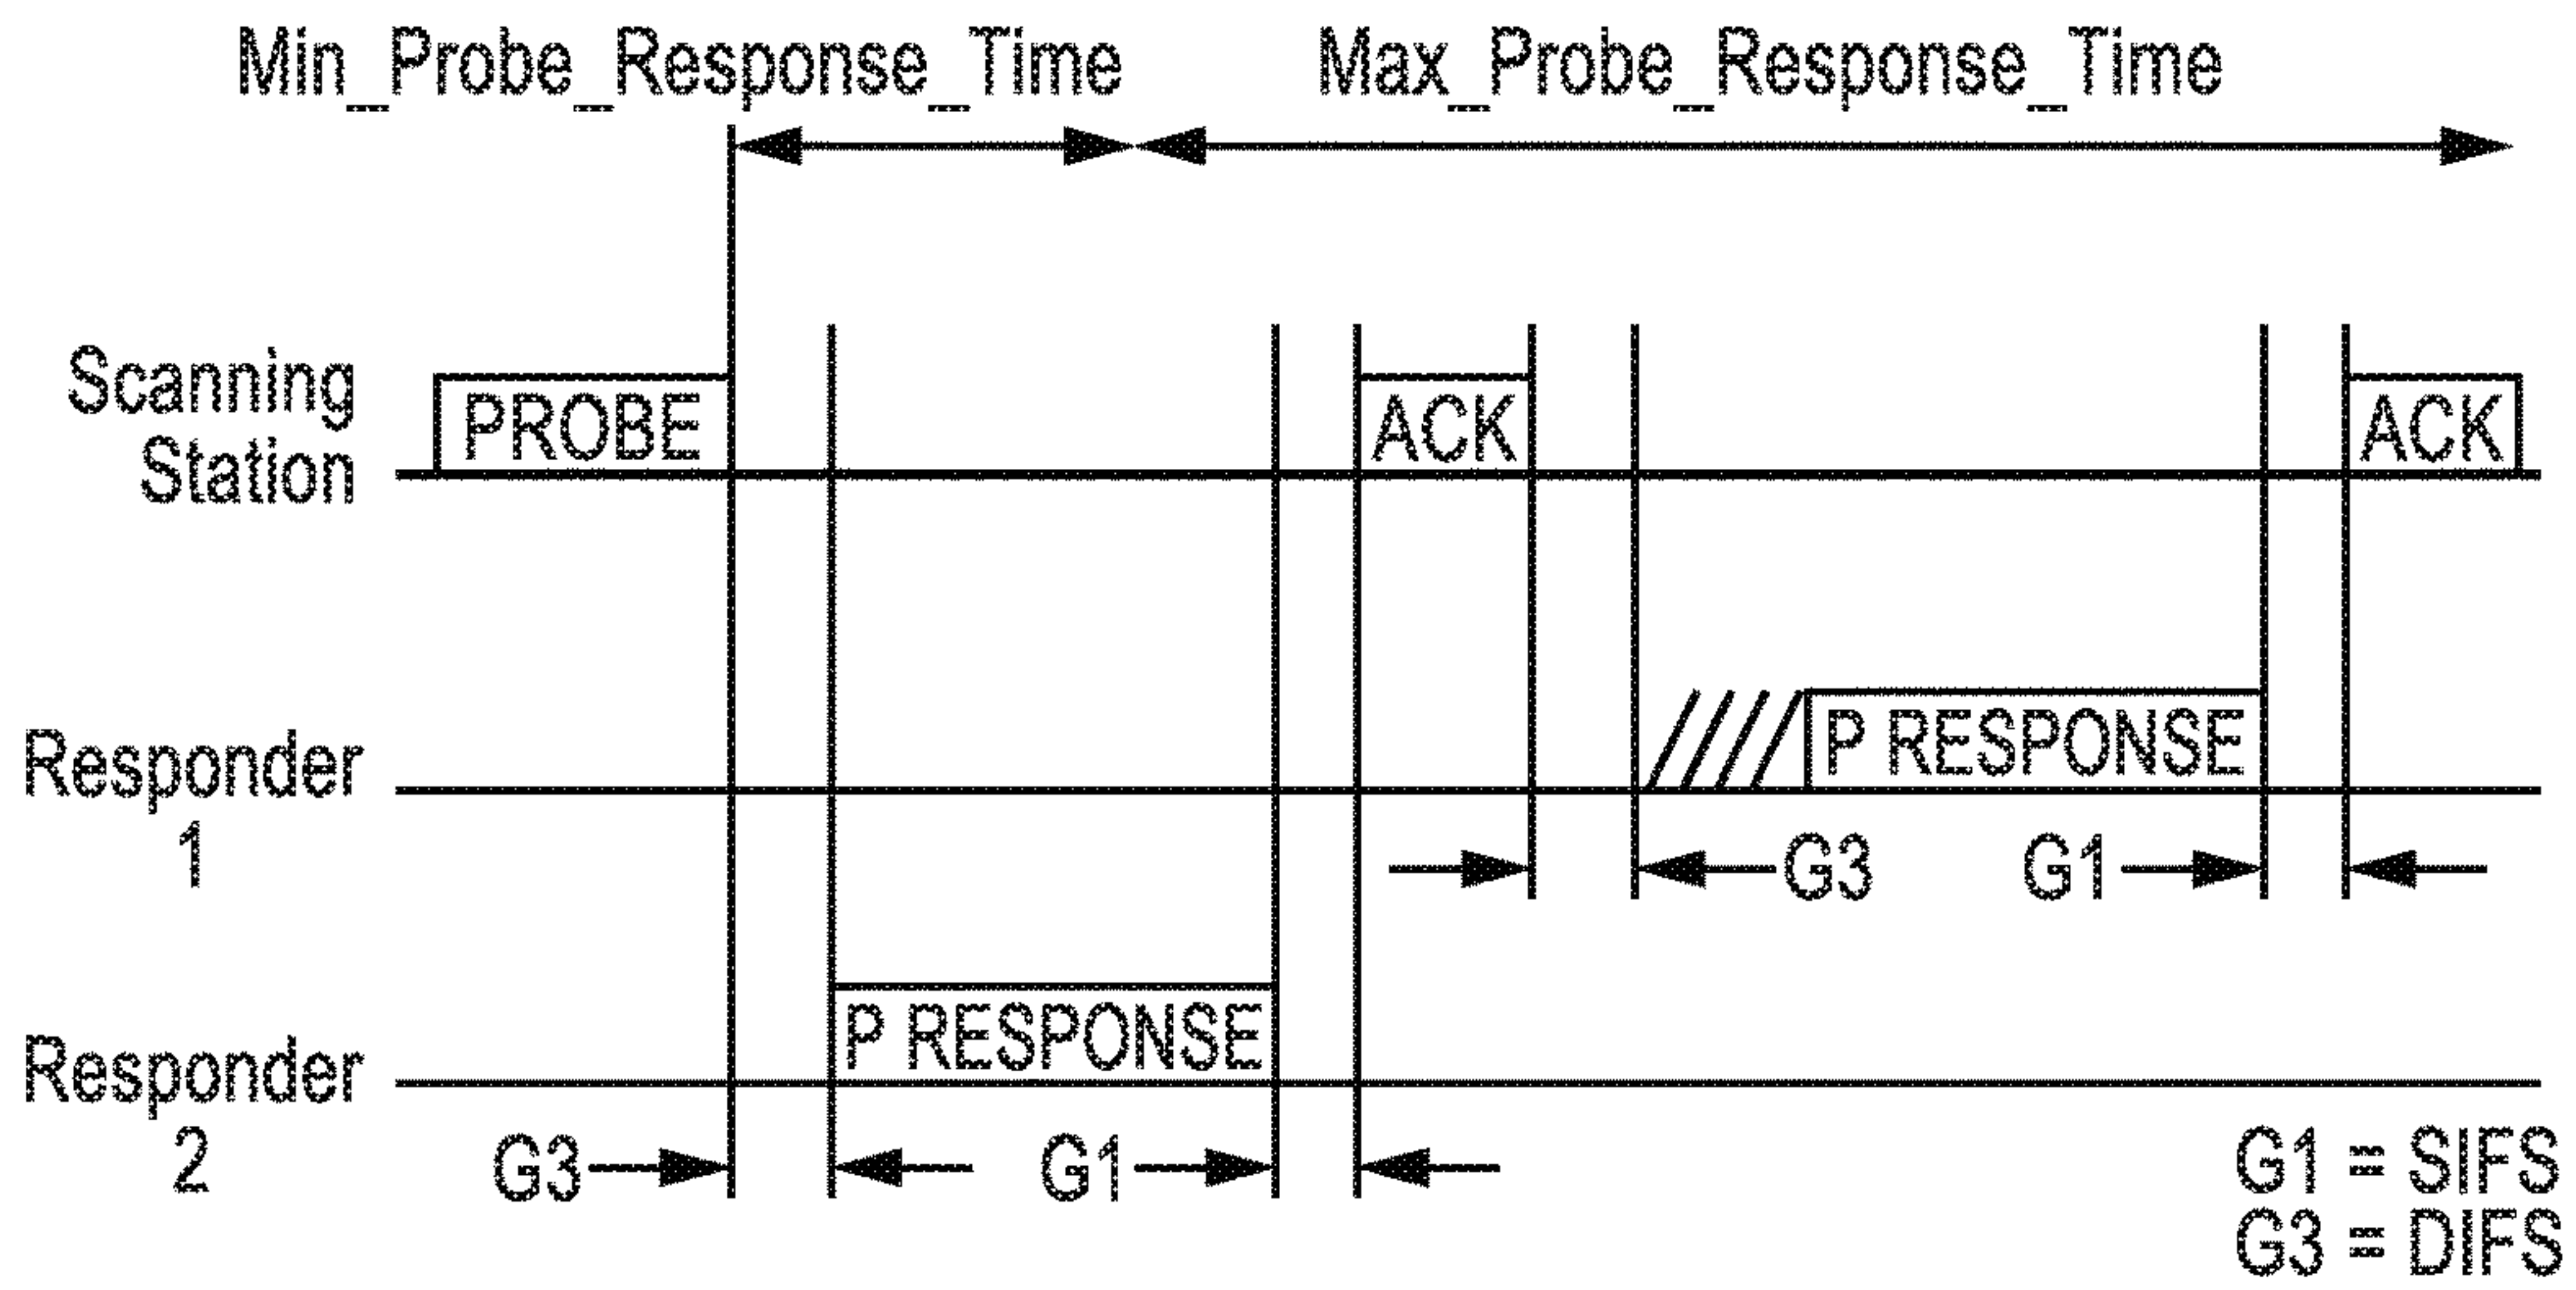 Min_Probe_Response_Time Max_Probe_Response_Time
Scanning
Station
PROBE ACK ACK
Responder
1
P RESPONSE
G3 G1
Responder
2
P RESPONSE
G3 G1
G1 = SIFS
G3 = DIFS